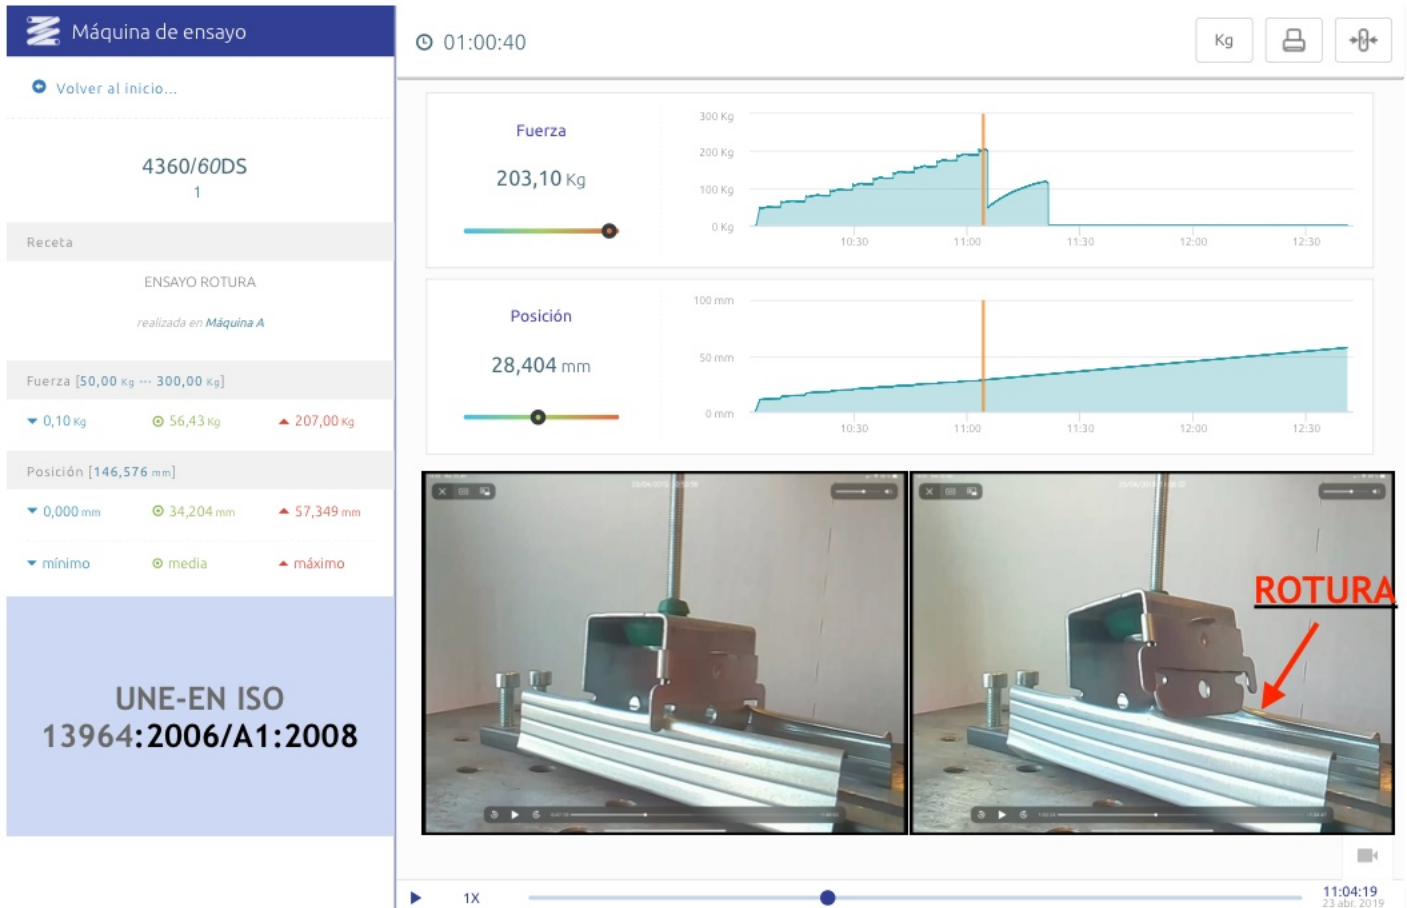 Máquina de ensayo
Volver al inicio...
4360/60DS
1
Receta
ENSAYO ROTURA
realizada en Máquina A
Fuerza [50,00 Kg ··· 300,00 Kg]
0,10 Kg 56,43 Kg 207,00 Kg
Posición [146,576 mm]
0,000 mm 34,204 mm 57,349 mm
mínimo media máximo
UNE-EN ISO
13964:2006/A1:2008
01:00:40
Kg
Fuerza
203,10 Kg
300 Kg
200 Kg
100 Kg
0 Kg
10:30 11:00 11:30 12:00 12:30
Posición
28,404 mm
100 mm
50 mm
0 mm
10:30 11:00 11:30 12:00 12:30
ROTURA
1X
11:04:19
23 abr. 2019